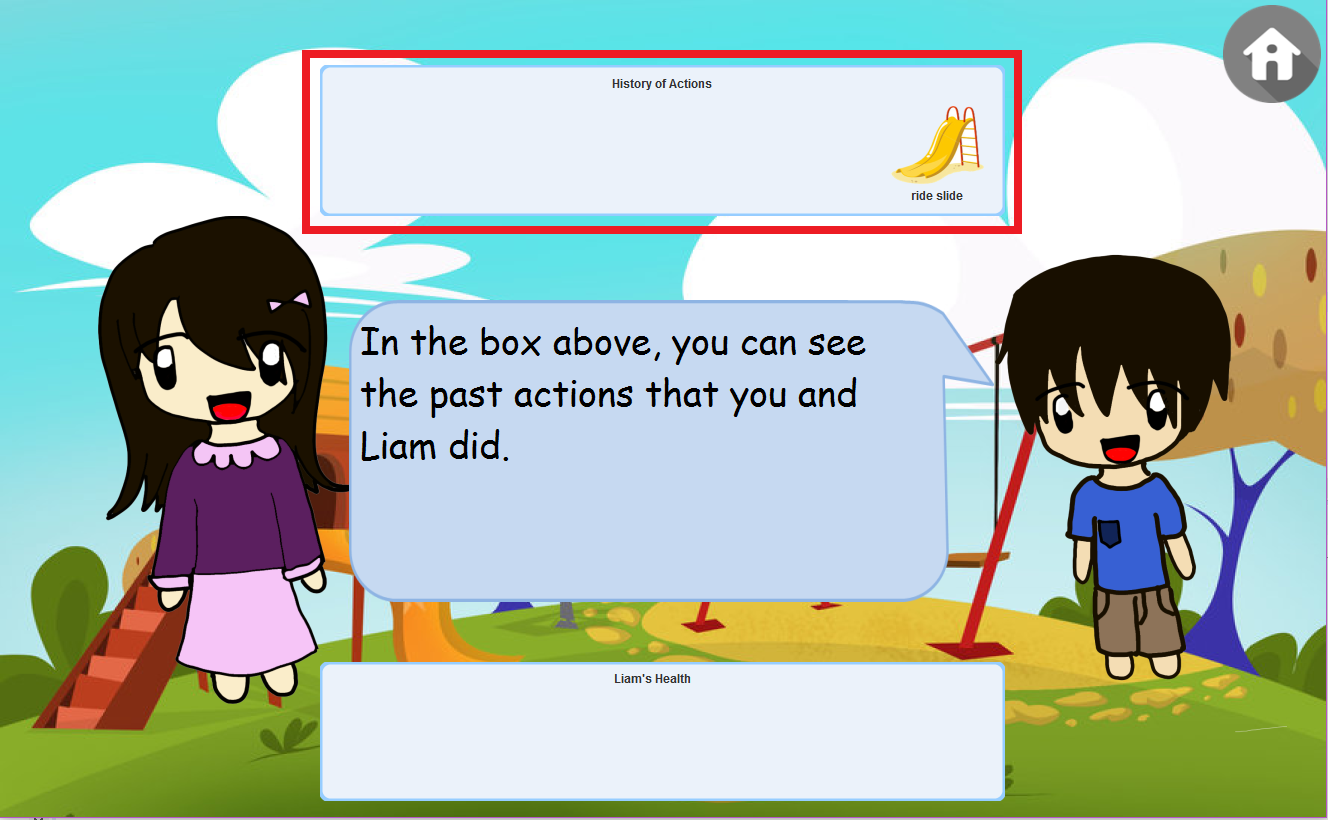 History of Actions
ride slide
In the box above, you can see
the past actions that you and
Liam did.
Liam's Health